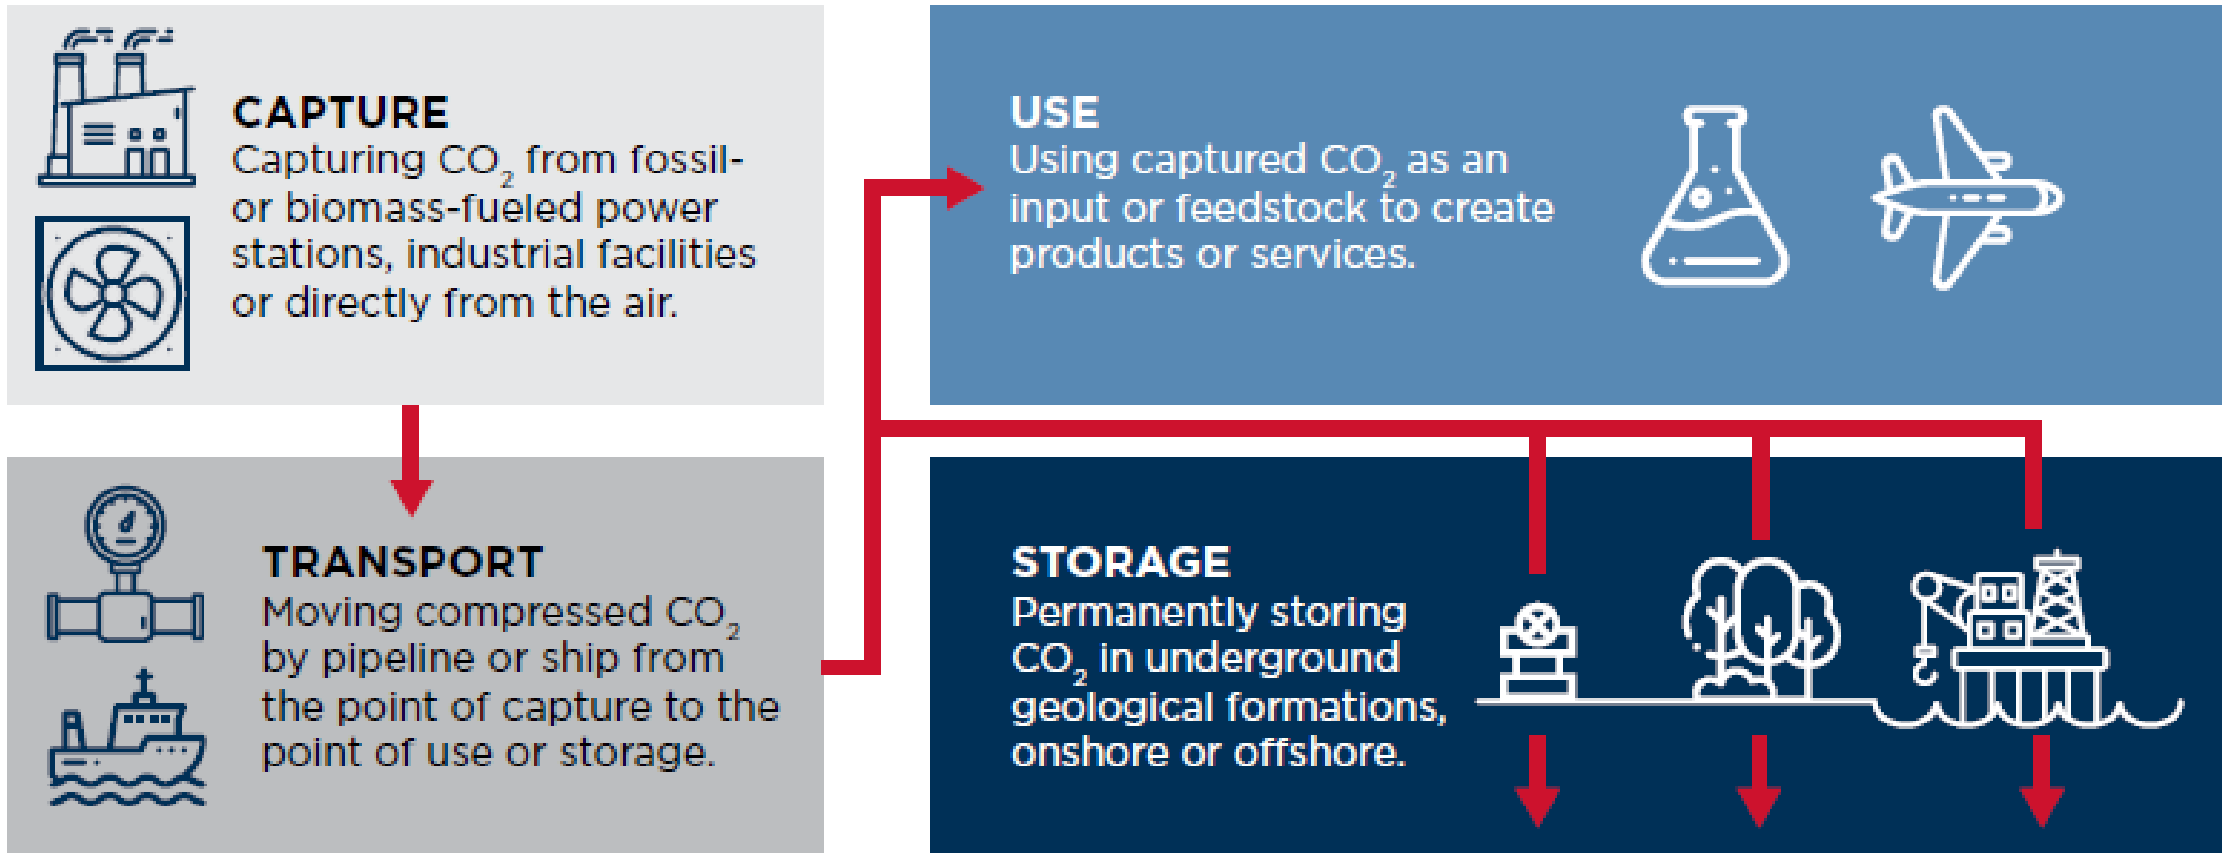 CAPTURE
Capturing CO₂ from fossil-
or biomass-fueled power
stations, industrial facilities
or directly from the air.
USE
Using captured CO₂ as an
input or feedstock to create
products or services.
TRANSPORT
Moving compressed CO₂
by pipeline or ship from
the point of capture to the
point of use or storage.
STORAGE
Permanently storing
CO₂ in underground
geological formations,
onshore or offshore.